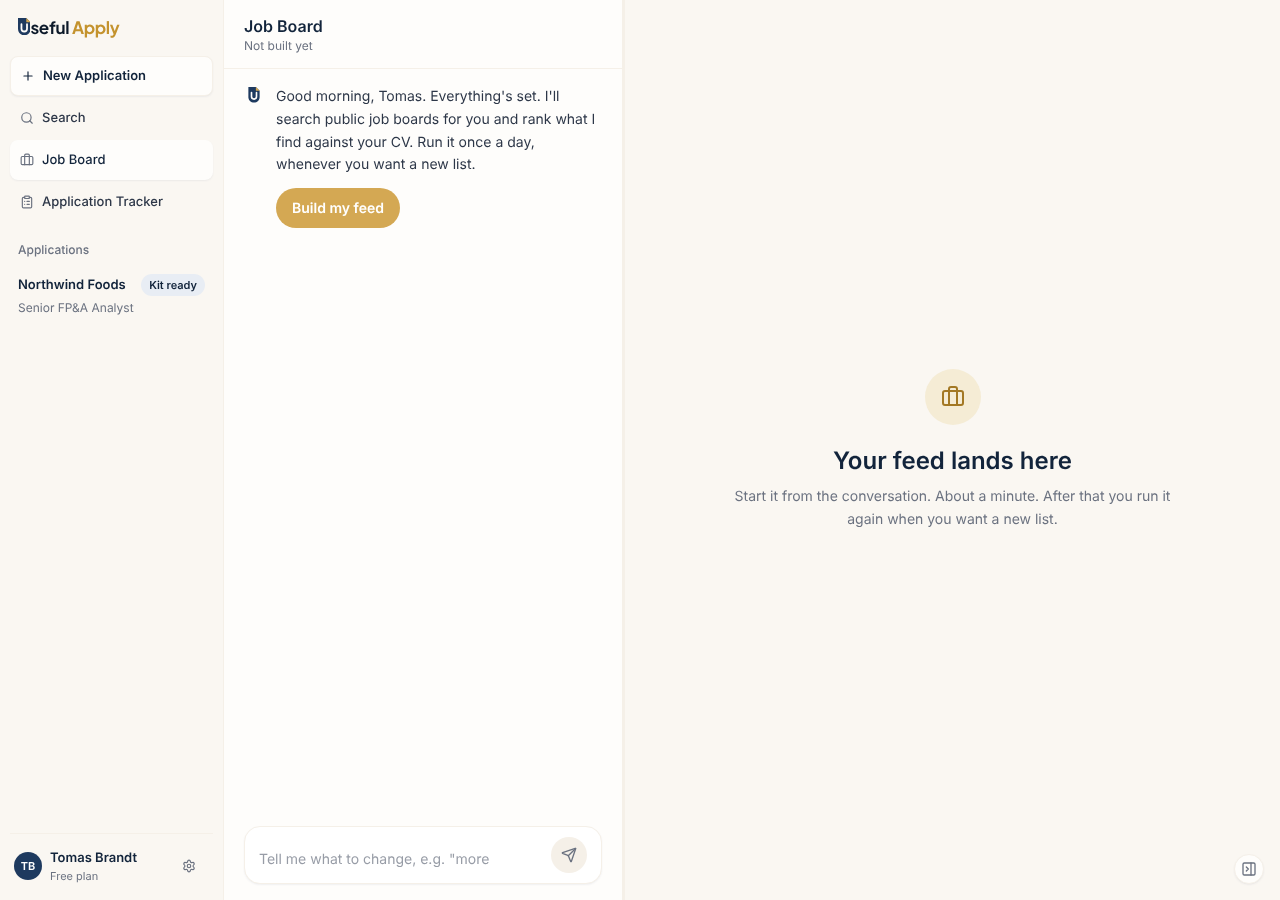 Useful Apply
New Application
Search
Job Board
Application Tracker
Applications
Northwind Foods
Kit ready
Senior FP&A Analyst
TB
Tomas Brandt
Free plan
Job Board
Not built yet
Good morning, Tomas. Everything's set. I'll
search public job boards for you and rank what I
find against your CV. Run it once a day,
whenever you want a new list.
Build my feed
Tell me what to change, e.g. "more
Your feed lands here
Start it from the conversation. About a minute. After that you run it
again when you want a new list.